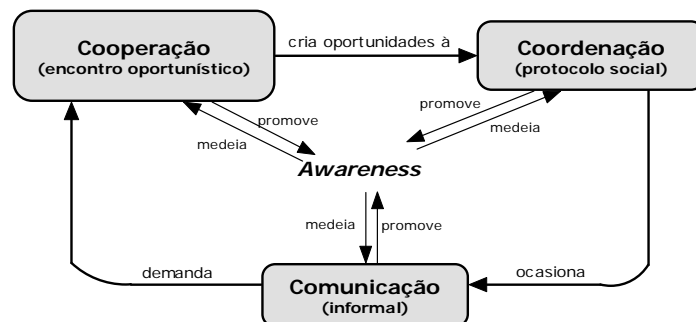 Cooperação
(encontro oportunístico)
cria oportunidades à
Coordenação
(protocolo social)
promove
medeia
promove
medeia
Awareness
medeia
promove
demanda
Comunicação
(informal)
ocasiona